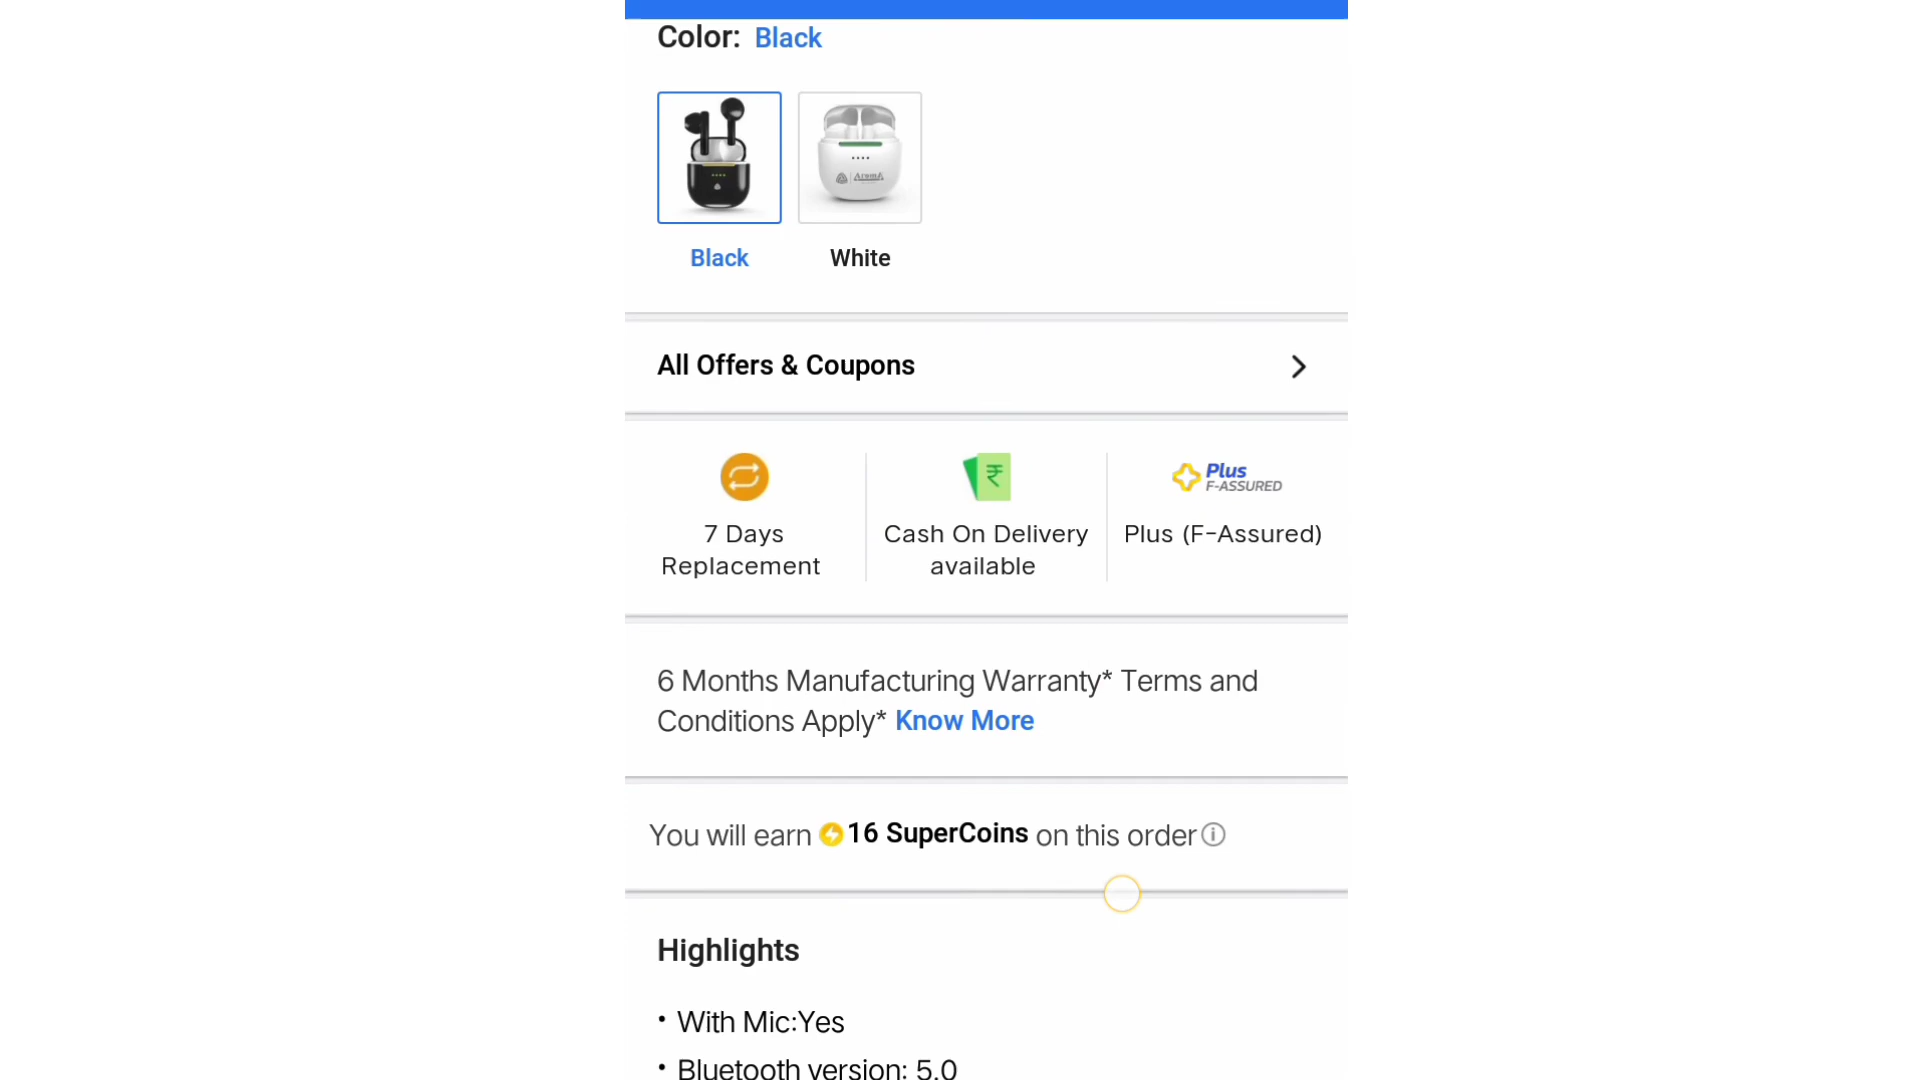 Color: Black
AromA
Black White
All Offers & Coupons
Plus
F-ASSURED
7 Days
Replacement
Cash On Delivery
available
Plus (F-Assured)
6 Months Manufacturing Warranty* Terms and
Conditions Apply* Know More
You will earn 16 SuperCoins on this order
Highlights
• With Mic:Yes
• Bluetooth version: 5.0